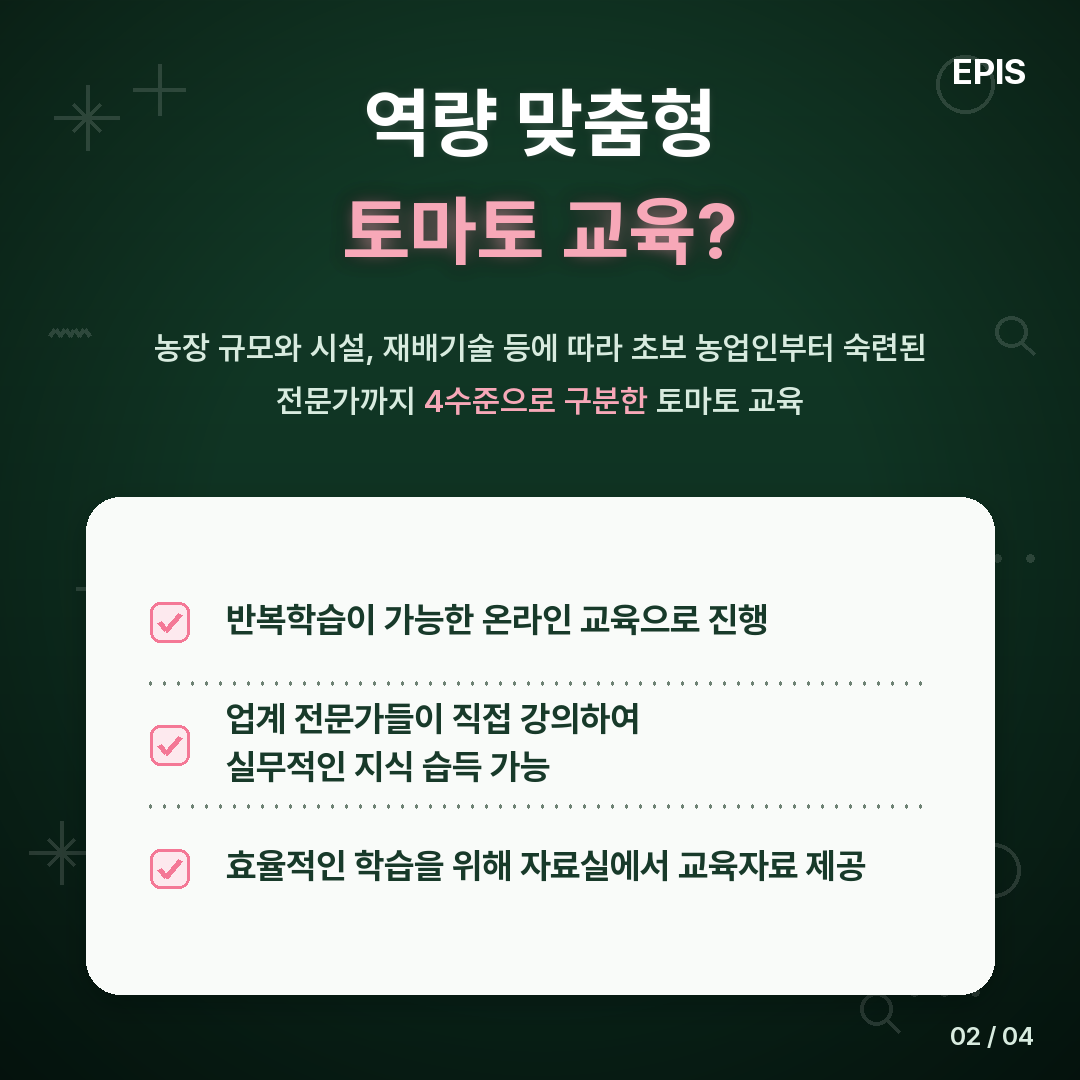 EPIS
역량 맞춤형
토마토 교육?
농장 규모와 시설, 재배기술 등에 따라 초보 농업인부터 숙련된
전문가까지 4수준으로 구분한 토마토 교육
반복학습이 가능한 온라인 교육으로 진행
업계 전문가들이 직접 강의하여
실무적인 지식 습득 가능
효율적인 학습을 위해 자료실에서 교육자료 제공
02 / 04